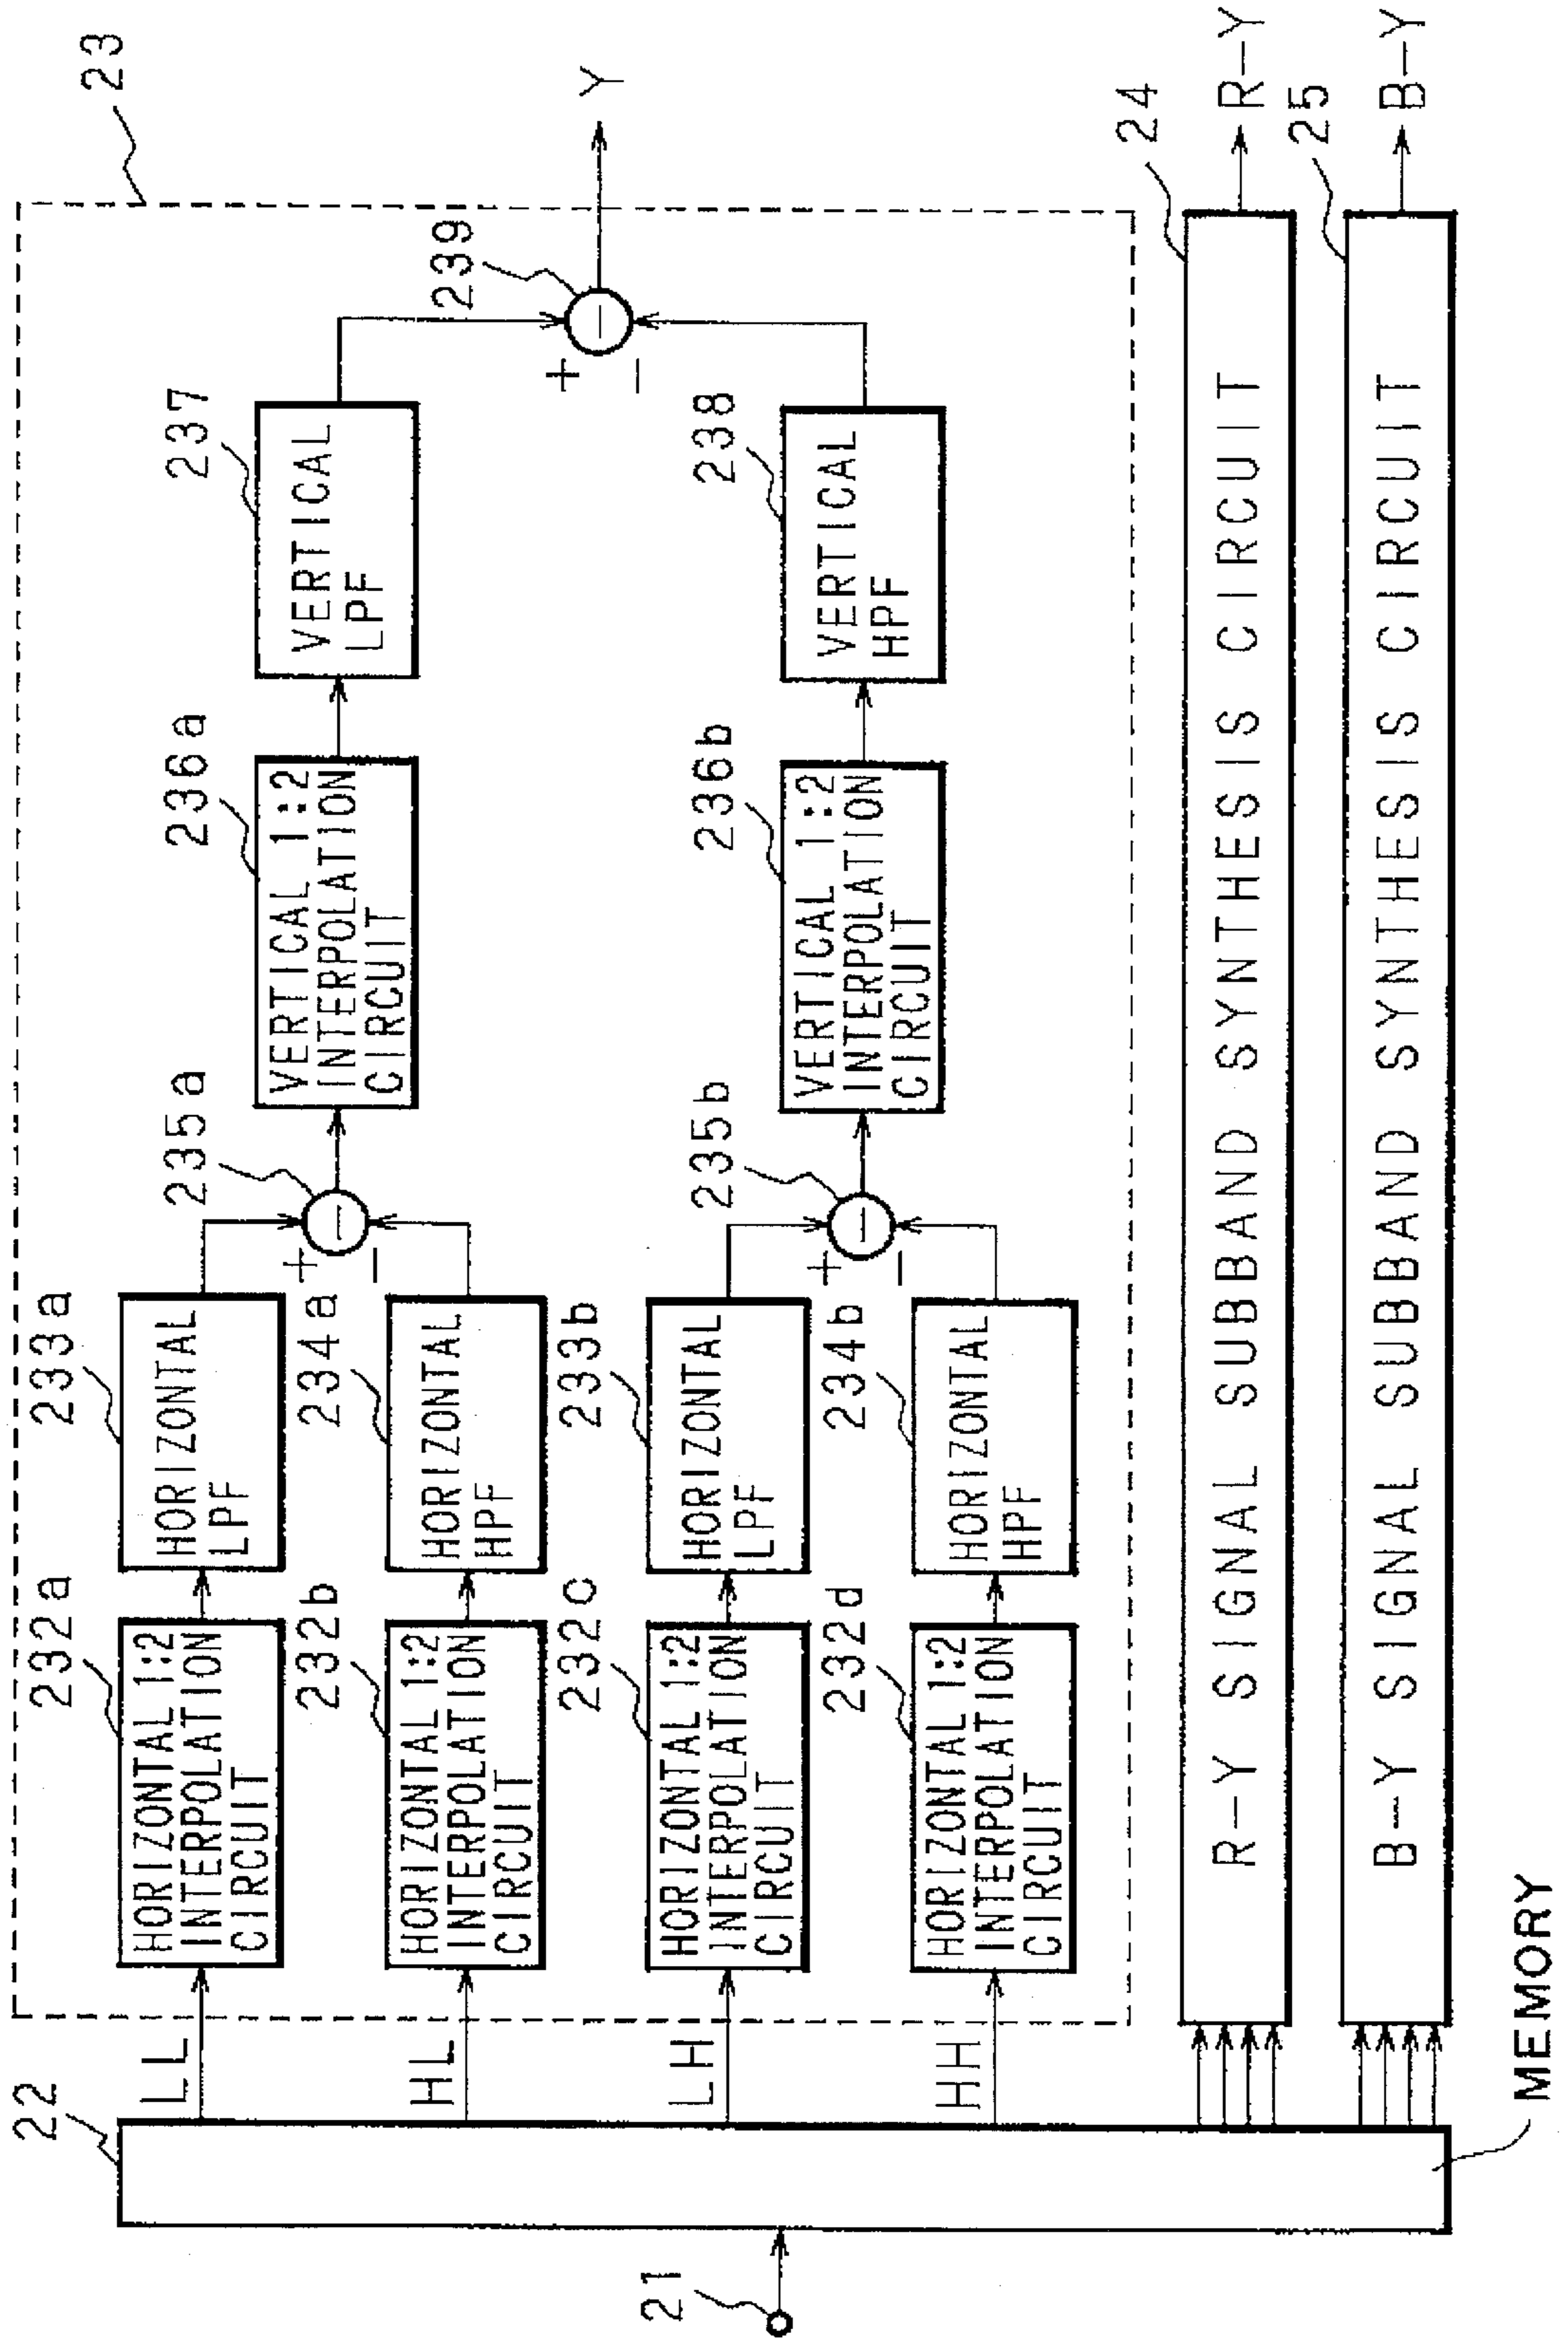 23
232a
233a
HORIZONTAL 1:2
INTERPOLATION
CIRCUIT
HORIZONTAL
LPF
235a
236a
237
VERTICAL 1:2
INTERPOLATION
CIRCUIT
VERTICAL
LPF
22
LL
HL
LH
HH
+
−
−
232b
234a
HORIZONTAL 1:2
INTERPOLATION
CIRCUIT
HORIZONTAL
HPF
239
+
−
−
Y
232c
233b
HORIZONTAL 1:2
INTERPOLATION
CIRCUIT
HORIZONTAL
LPF
235b
236b
238
VERTICAL 1:2
INTERPOLATION
CIRCUIT
VERTICAL
HPF
21
+
−
−
232d
234b
HORIZONTAL 1:2
INTERPOLATION
CIRCUIT
HORIZONTAL
HPF
24
R-Y SIGNAL SUBBAND SYNTHESIS CIRCUIT
R-Y
25
B-Y SIGNAL SUBBAND SYNTHESIS CIRCUIT
B-Y
MEMORY